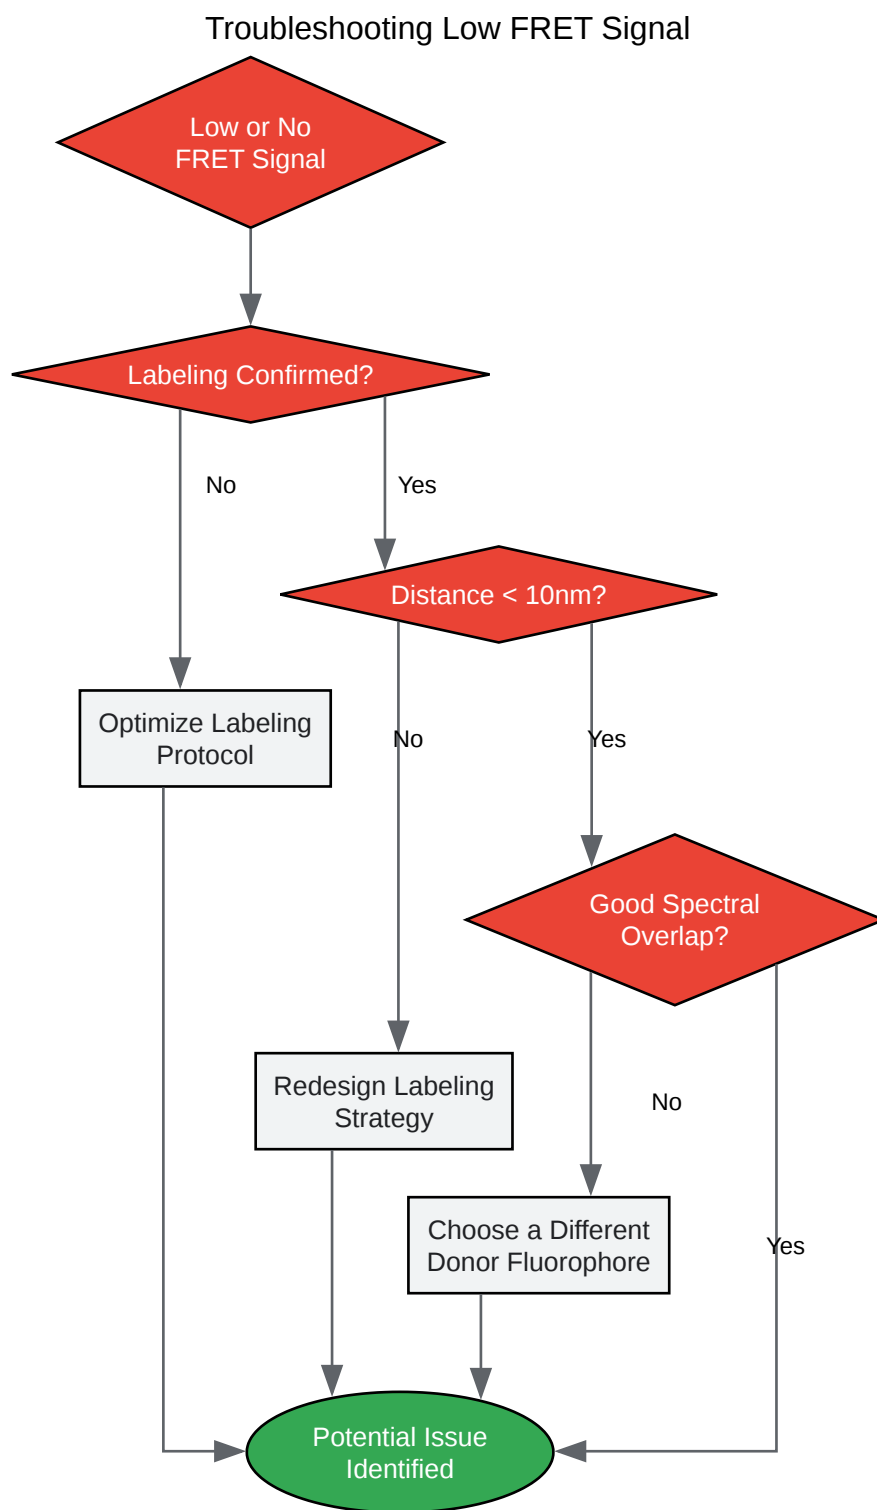 Troubleshooting Low FRET Signal
Low or No
FRET Signal
Labeling Confirmed?
No
Yes
Distance < 10nm?
Optimize Labeling
Protocol
No
Yes
Good Spectral
Overlap?
Redesign Labeling
Strategy
No
Choose a Different
Donor Fluorophore
Yes
Potential Issue
Identified